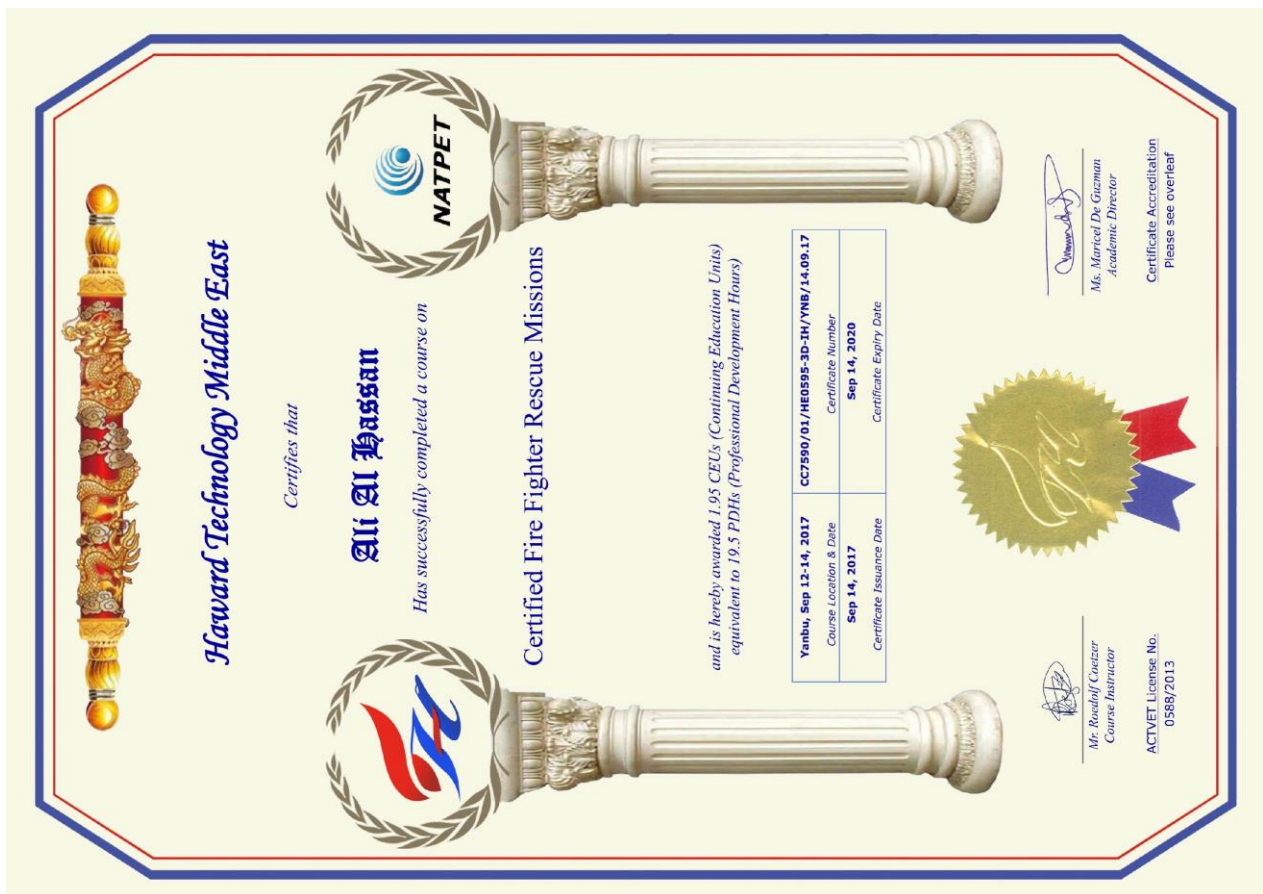 Haward Technology Middle East
Certifies that
NATPET
Ali Al Hassan
Has successfully completed a course on
Certified Fire Fighter Rescue Missions
and is hereby awarded 1.95 CEUs (Continuing Education Units)
equivalent to 19.5 PDHs (Professional Development Hours)
Yanbu, Sep 12-14, 2017 CC7590/01/HE0595-3D-IH/YNB/14.09.17
Course Location & Date Certificate Number
Sep 14, 2017 Sep 14, 2020
Certificate Issuance Date Certificate Expiry Date
Mr. Raedolf Coetzer
Course Instructor
Ms. Maricel De Guzman
Academic Director
ACTVET License No.
0588/2013
Certificate Accreditation
Please see overleaf